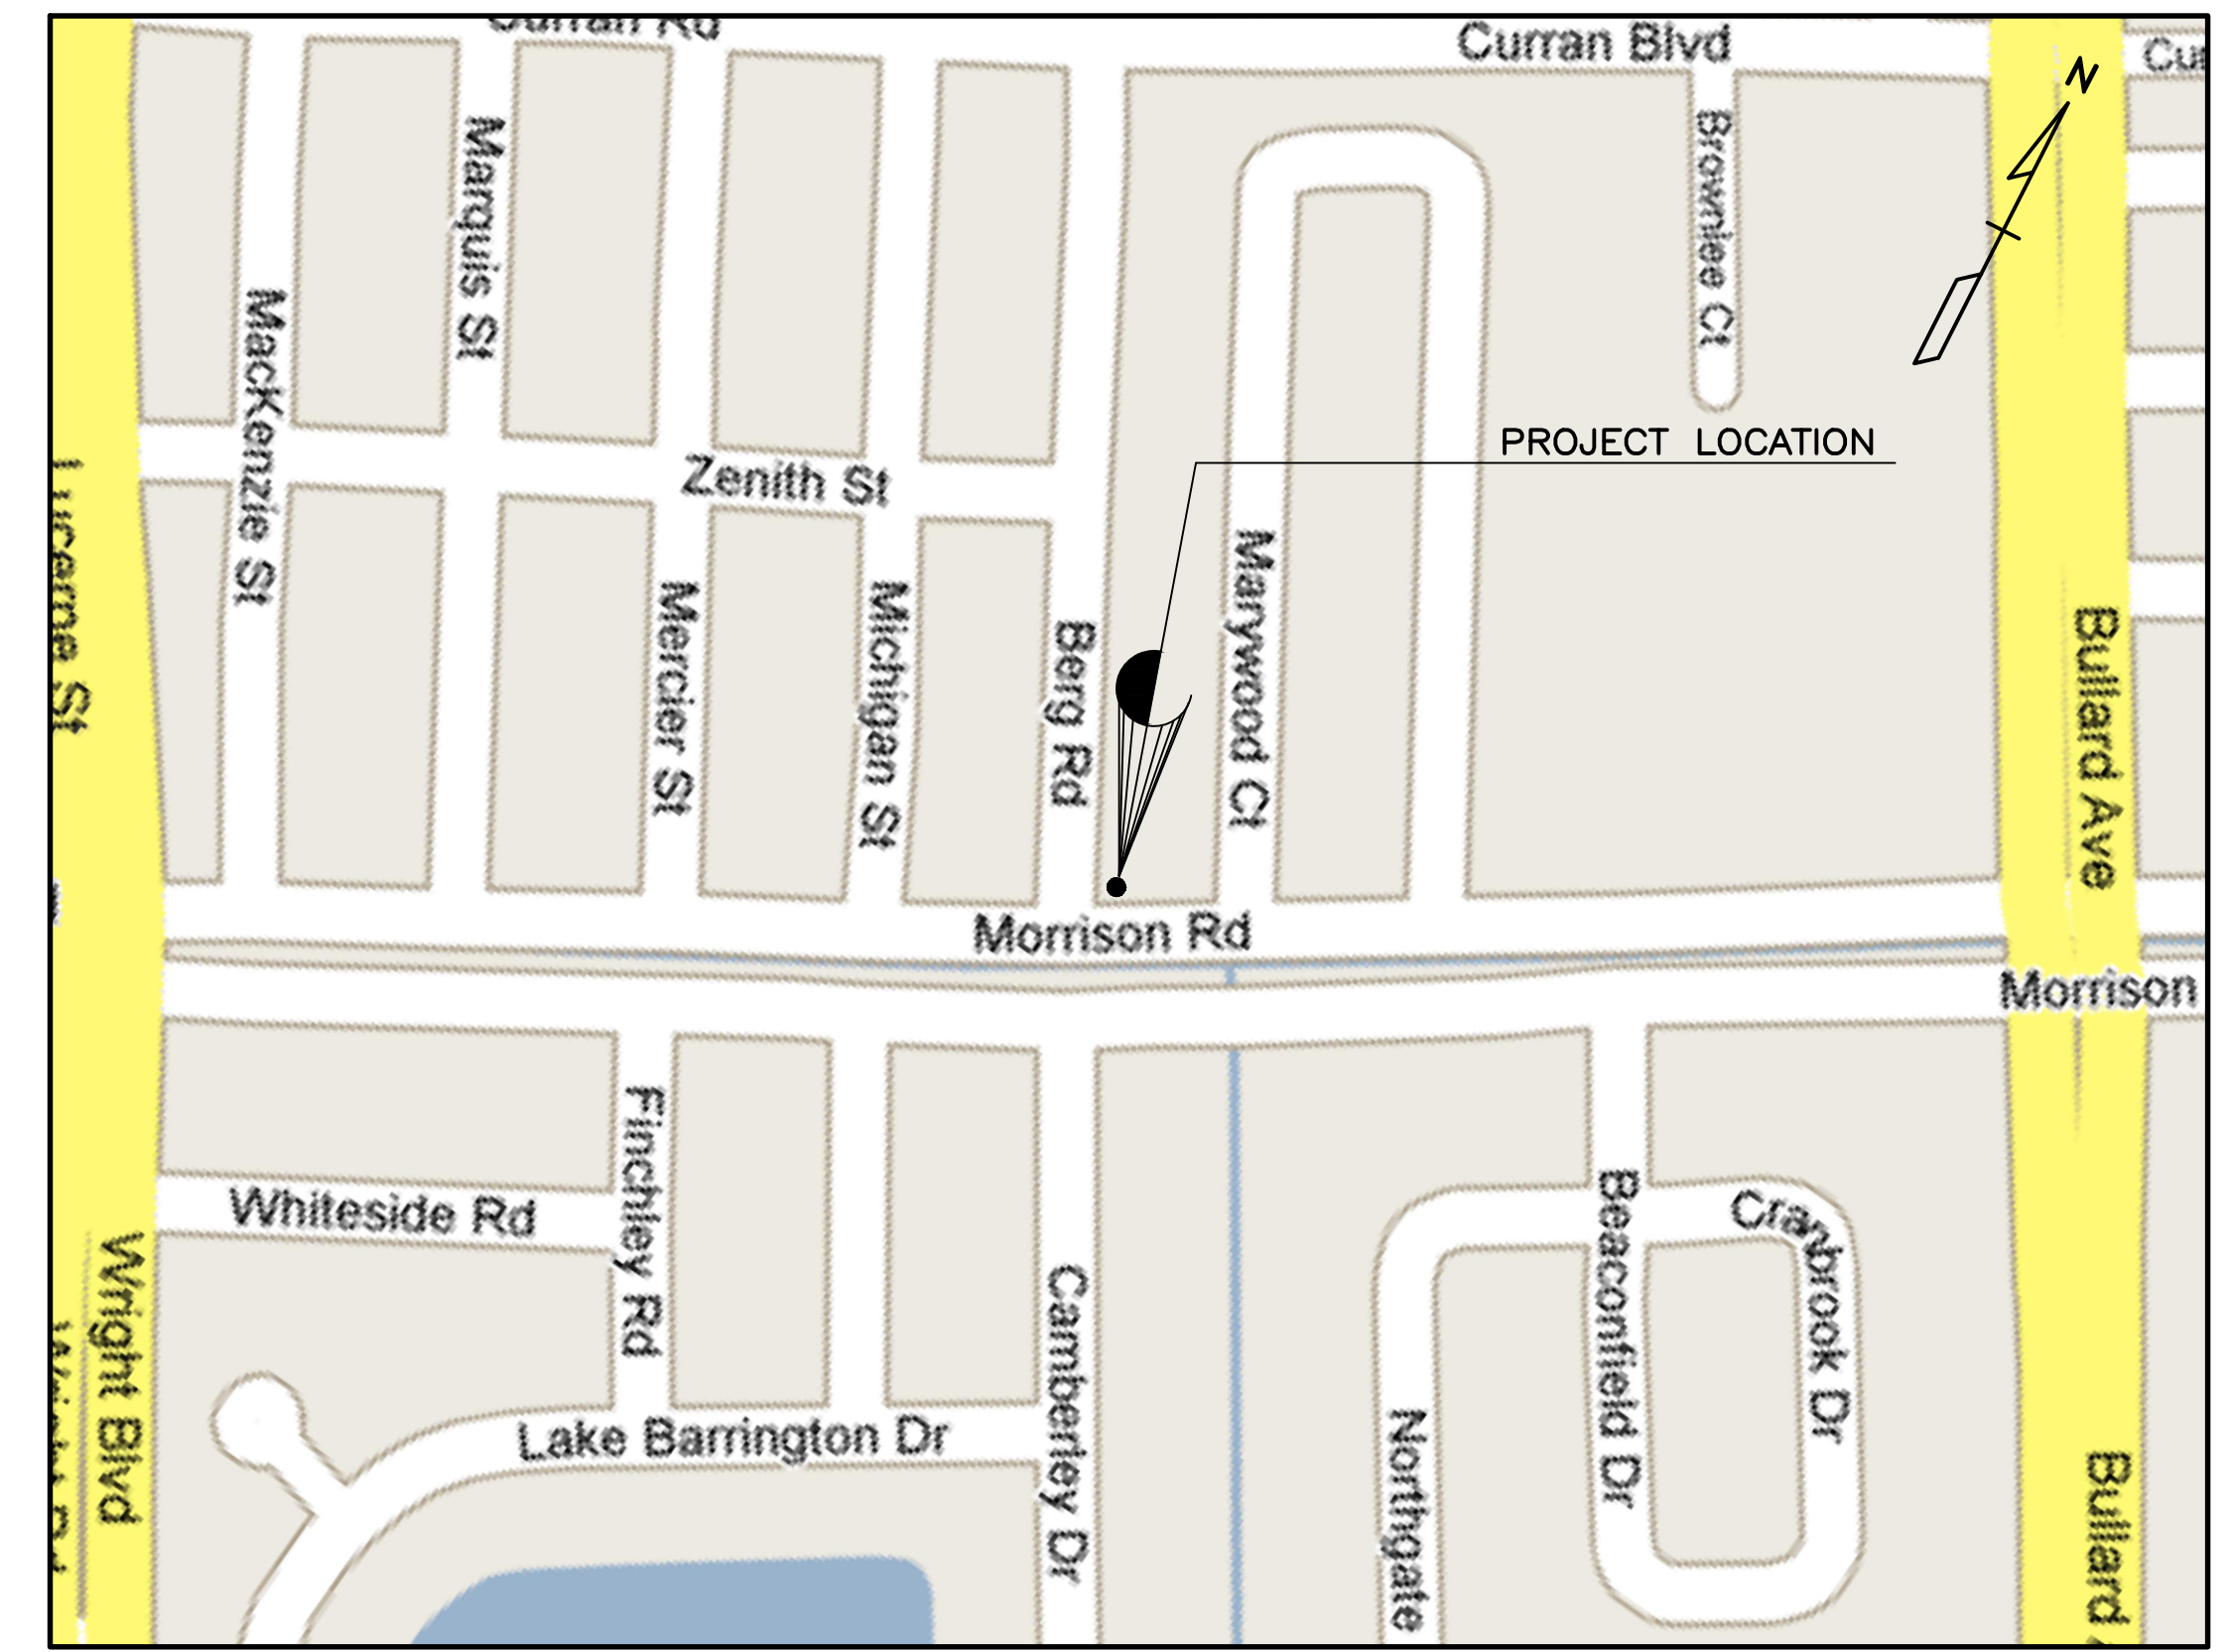 Curran Rd
Curran Blvd
N
Marquis St
Brownlee Ct
MacKenzie St
PROJECT LOCATION
Zenith St
Lucerne St
Mercier St
Michigan St
Berg Rd
Marywood Ct
Bullard Ave
Morrison Rd
Morrison
Finchley Rd
Whiteside Rd
Beaconfield Dr
Cranbrook Dr
Wright Blvd
Camberley Dr
Lake Barrington Dr
Northgate
Bullard